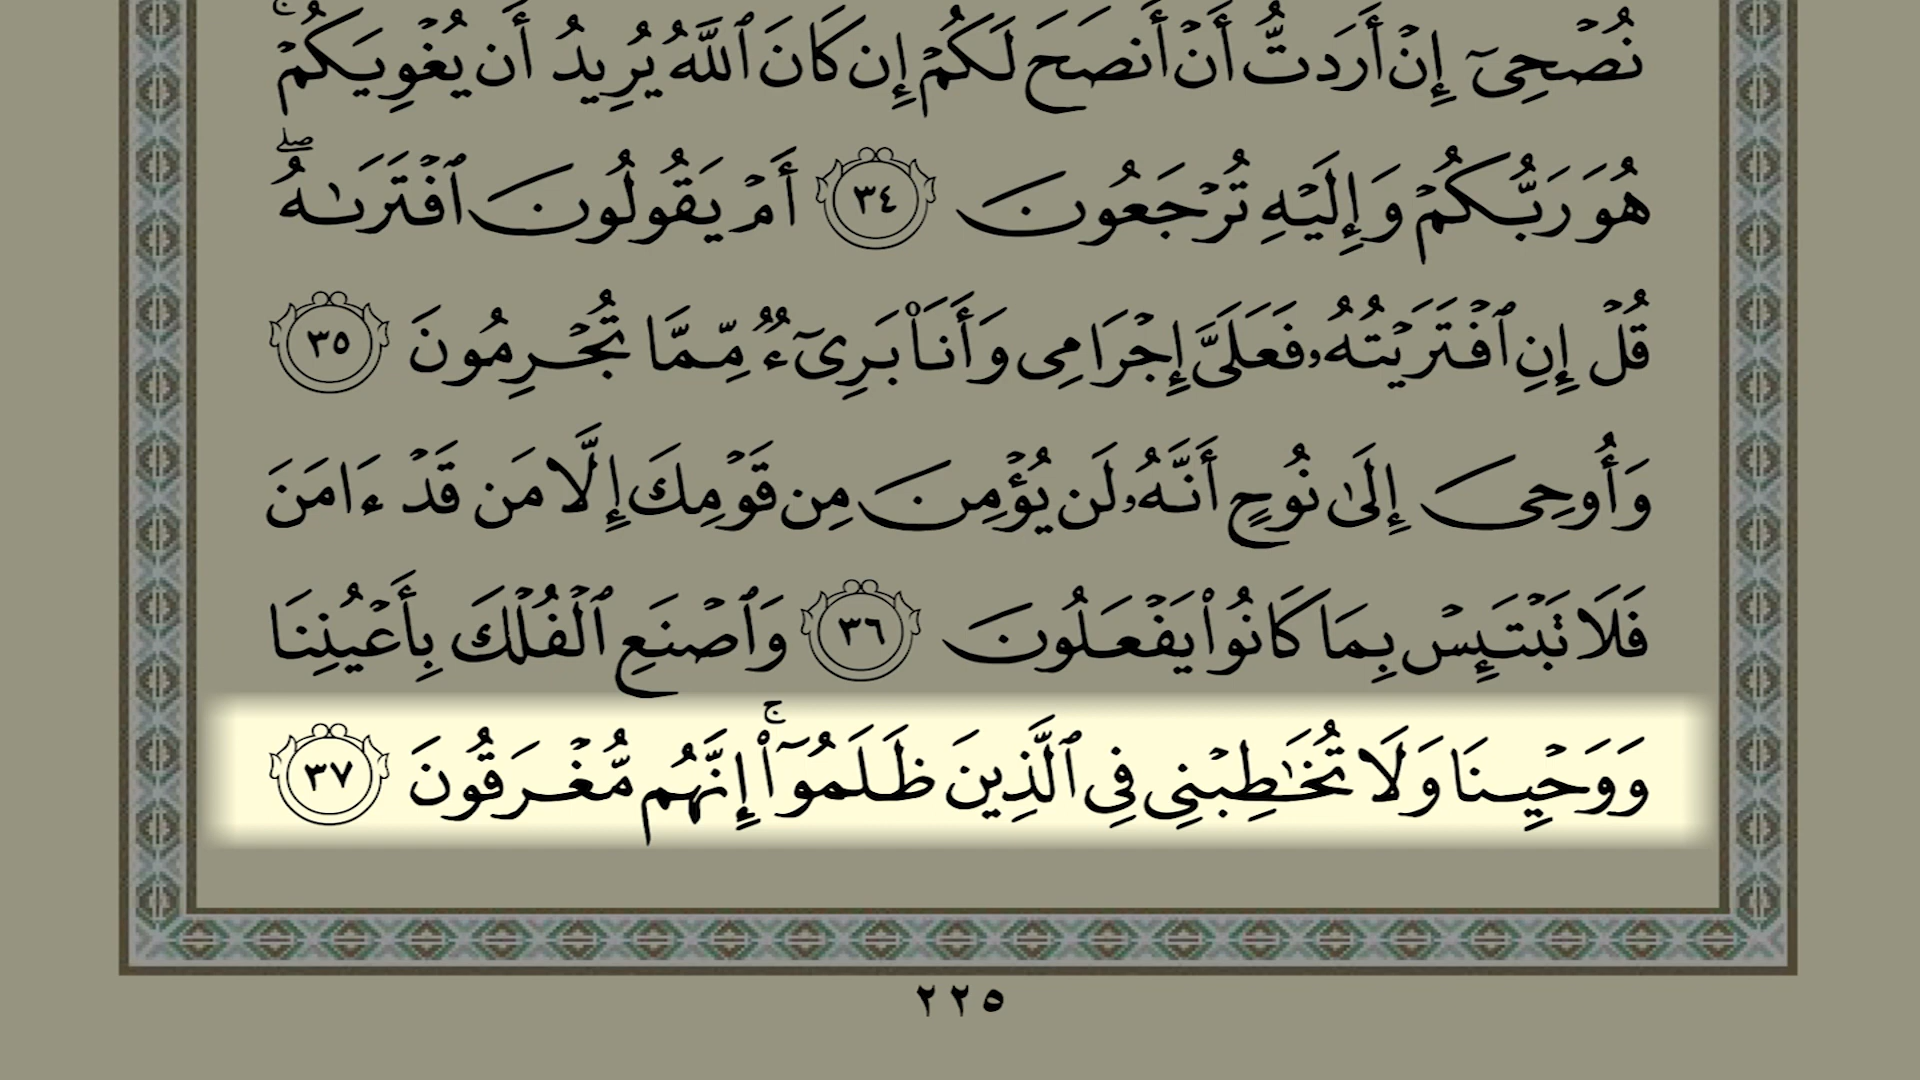 نُصۡحِيٓ إِنۡ أَرَدتُّ أَنۡ أَنصَحَ لَكُمۡ إِن كَانَ ٱللَّهُ يُرِيدُ أَن يُغۡوِيَكُمۡۚ
هُوَ رَبُّكُمۡ وَإِلَيۡهِ تُرۡجَعُونَ ٣٤ أَمۡ يَقُولُونَ ٱفۡتَرَىٰهُۖ
قُلۡ إِنِ ٱفۡتَرَيۡتُهُۥ فَعَلَيَّ إِجۡرَامِي وَأَنَا۠ بَرِيٓءٞ مِّمَّا تُجۡرِمُونَ ٣٥
وَأُوحِيَ إِلَىٰ نُوحٍ أَنَّهُۥ لَن يُؤۡمِنَ مِن قَوۡمِكَ إِلَّا مَن قَدۡ ءَامَنَ
فَلَا تَبۡتَئِسۡ بِمَا كَانُواْ يَفۡعَلُونَ ٣٦ وَٱصۡنَعِ ٱلۡفُلۡكَ بِأَعۡيُنِنَا
وَوَحۡيِنَا وَلَا تُخَٰطِبۡنِي فِي ٱلَّذِينَ ظَلَمُوٓاْۚ إِنَّهُم مُّغۡرَقُونَ ٣٧
٢٢٥